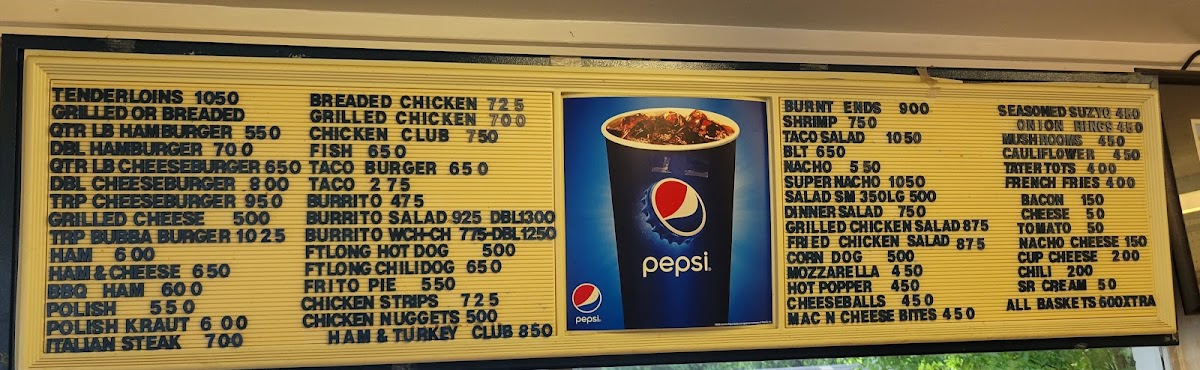 TENDERLOINS 1050
GRILLED OR BREADED
QTR LB HAMBURGER 550
DBL HAMBURGER 700
QTR LB CHEESEBURGER 650
DBL CHEESEBURGER 800
TRP CHEESEBURGER 950
GRILLED CHEESE 500
TRP BUBBA BURGER 1025
HAM 600
HAM & CHEESE 650
BBQ HAM 600
POLISH 550
POLISH KRAUT 600
ITALIAN STEAK 700
BREADED CHICKEN 725
GRILLED CHICKEN 700
CHICKEN CLUB 750
FISH 650
TACO BURGER 650
TACO 275
BURRITO 475
BURRITO SALAD 925 DBL1300
BURRITO WCH-CH 775-DBL1250
FTLONG HOT DOG 500
FTLONG CHILIDOG 650
FRITO PIE 550
CHICKEN STRIPS 725
CHICKEN NUGGETS 500
HAM & TURKEY CLUB 850
pepsi
pepsi
BURNT ENDS 900
SHRIMP 750
TACO SALAD 1050
BLT 650
NACHO 550
SUPER NACHO 1050
SALAD SM 350LG 500
DINNER SALAD 750
GRILLED CHICKEN SALAD 875
FRIED CHICKEN SALAD 875
CORN DOG 500
MOZZARELLA 450
HOT POPPER 450
CHEESEBALLS 450
MAC N CHEESE BITES 450
SEASONED SUZYQ 450
ONION RINGS 450
MUSHROOMS 450
CAULIFLOWER 450
TATER TOTS 400
FRENCH FRIES 400
BACON 150
CHEESE 50
TOMATO 50
NACHO CHEESE 150
CUP CHEESE 200
CHILI 200
SR CREAM 50
ALL BASKETS 600XTRA